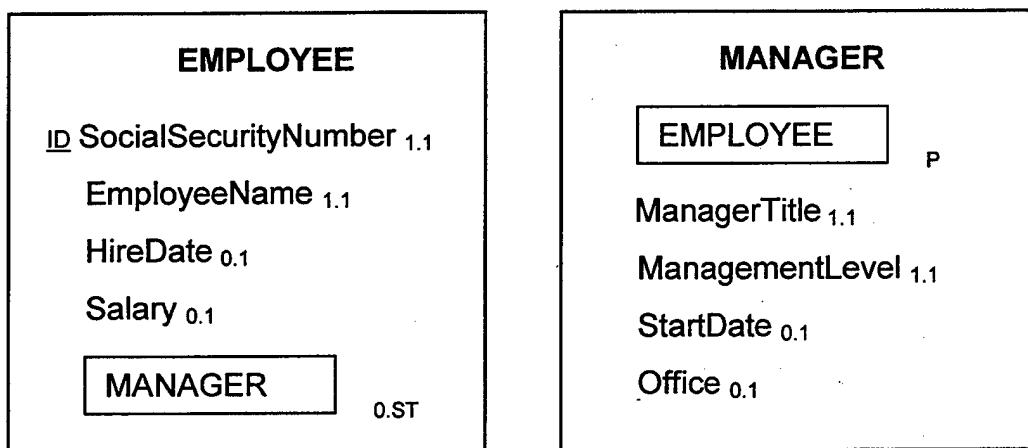 EMPLOYEE
ID SocialSecurityNumber 1.1
EmployeeName 1.1
HireDate 0.1
Salary 0.1
MANAGER 0.ST
MANAGER
EMPLOYEE P
ManagerTitle 1.1
ManagementLevel 1.1
StartDate 0.1
Office 0.1